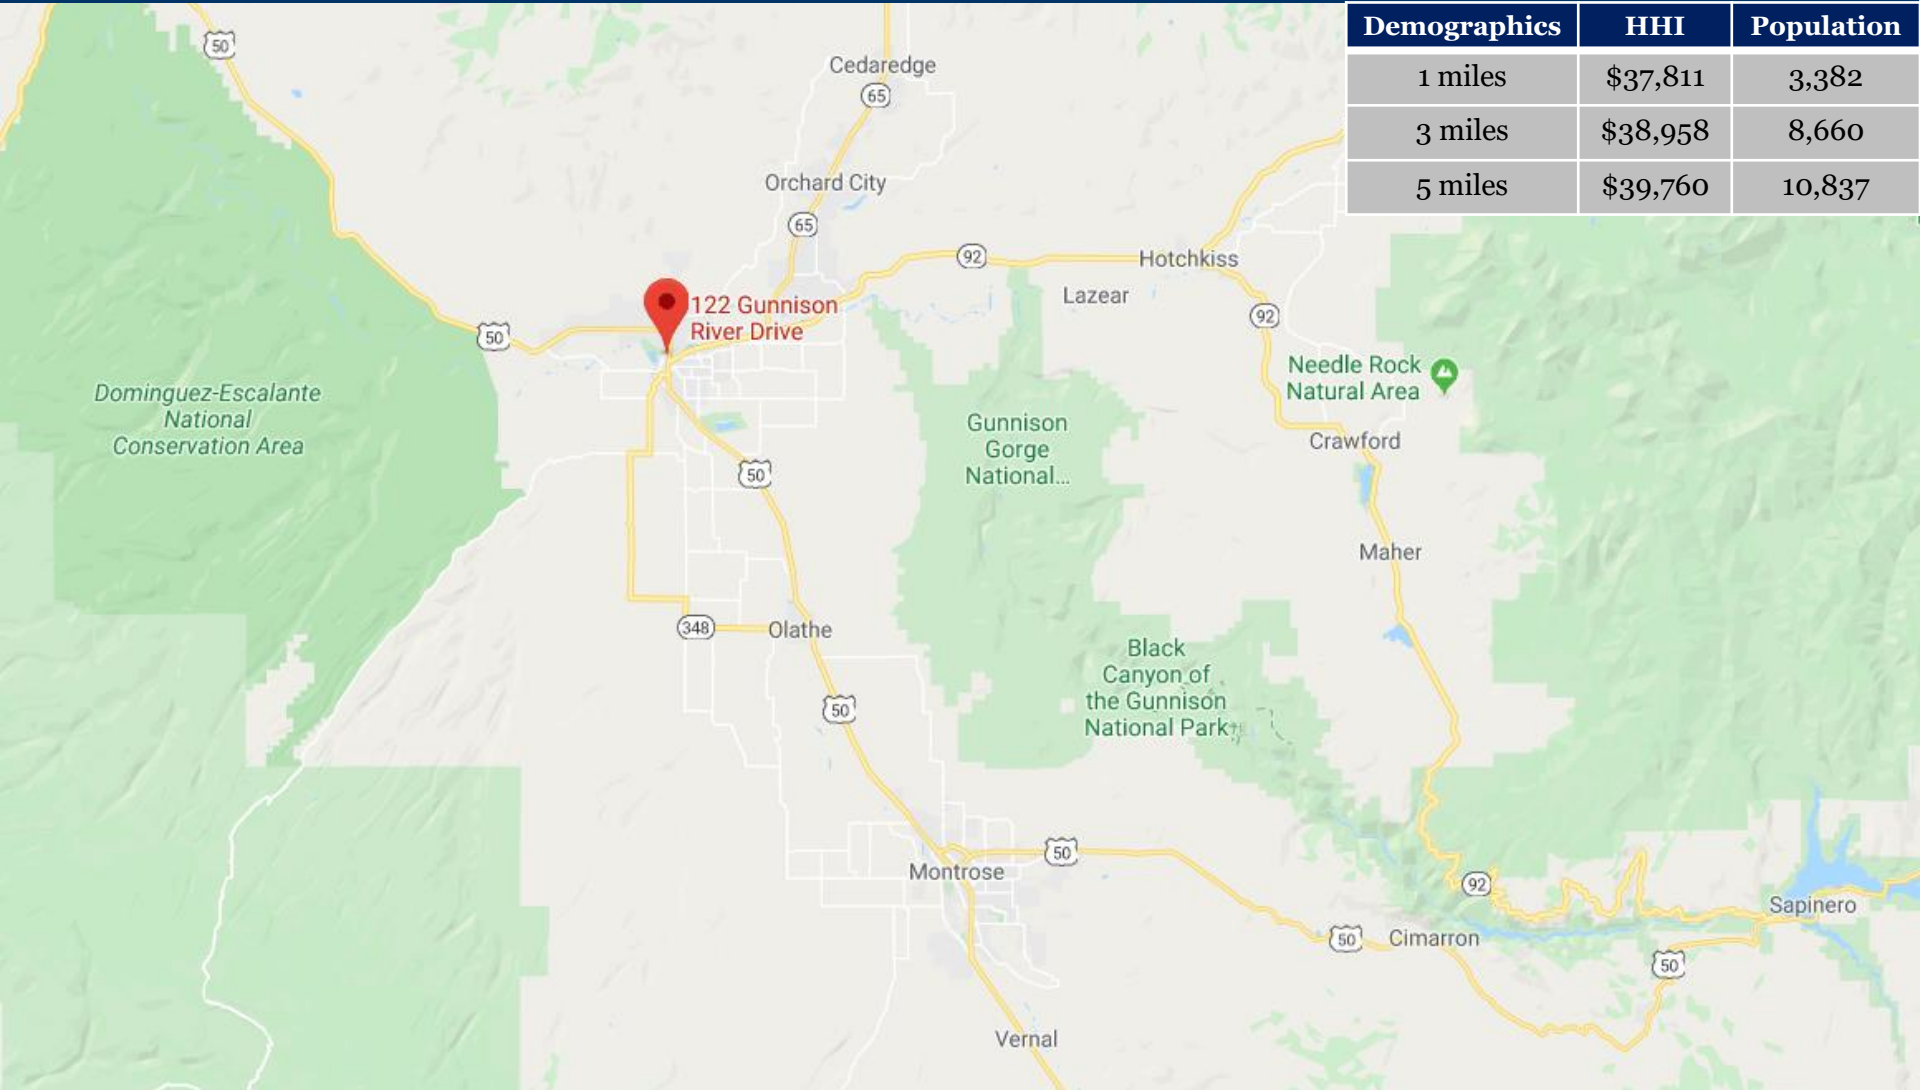 Demographics HHI Population
1 miles $37,811 3,382
3 miles $38,958 8,660
5 miles $39,760 10,837
50
Cedaredge
65
Orchard City
65
92
Hotchkiss
Lazear
122 Gunnison
River Drive
50
92
Needle Rock
Natural Area
Dominguez-Escalante
National
Conservation Area
Gunnison
Gorge
National...
Crawford
50
Maher
348
Olathe
Black
Canyon of
the Gunnison
National Park
50
50
Montrose
92
Sapinero
50
Cimarron
50
Vernal